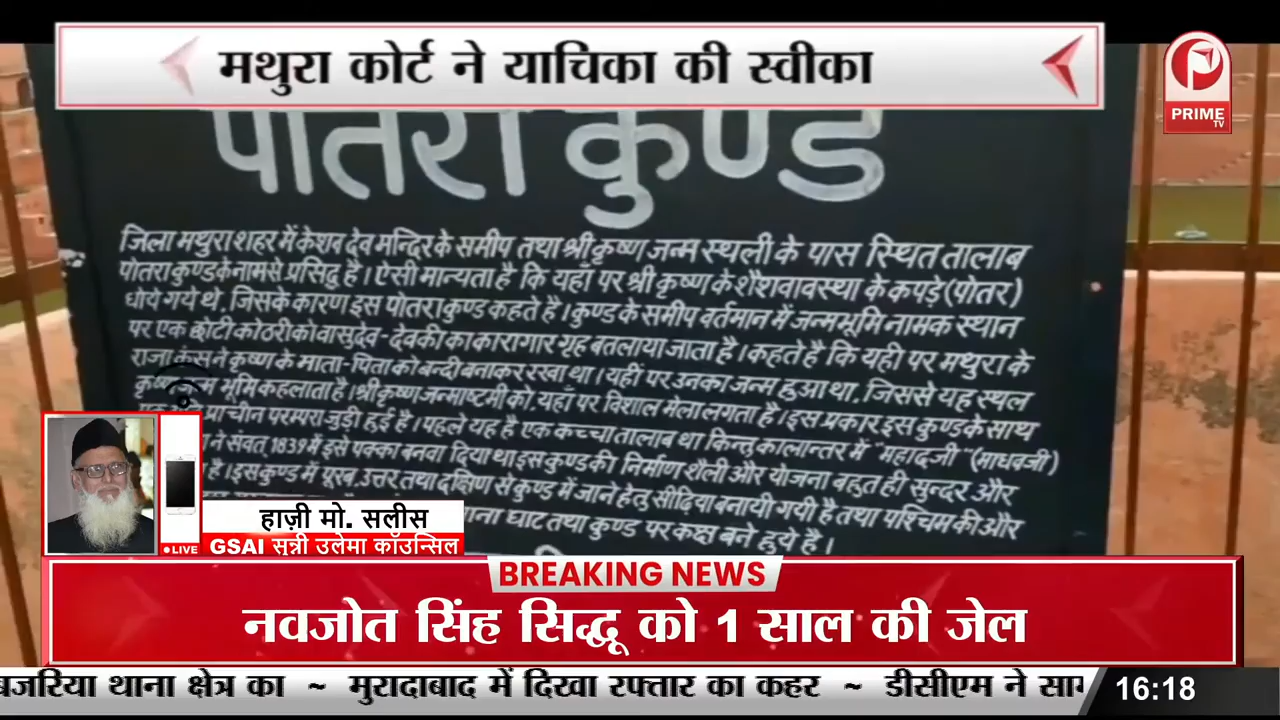 मथुरा कोर्ट ने याचिका की स्वीका
PRIME
TV
पोतरा कुण्ड
जिला मथुरा शहर में केशव देव मन्दिर के समीप तथा श्री कृष्ण जन्म स्थली के पास स्थित तालाब
पोतरा कुण्ड के नाम से प्रसिद्व है । ऐसी मान्यता है कि यहाँ पर श्री कृष्ण के शैशवावस्था के कपड़े (पोतर)
धोये गये थे, जिसके कारण इस पोतरा कुण्ड कहते है । कुण्ड के समीप वर्तमान में जन्मभूमि नामक स्थान
पर एक छोटी कोठरी को वासुदेव-देवकी का कारागार गृह बतलाया जाता है । कहते है कि यही पर मथुरा के
राजा कंस ने कृष्ण के माता-पिता को बन्दी बनाकर रखा था । यहीं पर उनका जन्म हुआ था, जिससे यह स्थल
भूमि कहलाता है । श्रीकृष्ण जन्माष्टमी को, यहाँ पर विशाल मेला लगता है । इस प्रकार इस कुण्ड के साथ
प्राचीन परम्परा जुड़ी हुई है । पहले यह है एक कच्चा तालाब था किन्तु कालान्तर में "महादजी" (माधवजी)
ने संवत् 1839 में इसे पक्का बनवा दिया था इस कुण्ड की निर्माण शैली और योजना बहुत ही सुन्दर और
है । इस कुण्ड में पूरब, उत्तर तथा दक्षिण से कुण्ड में जाने हेतु सीढ़िया बनायी गयी है तथा पश्चिम की और
घाट तथा कुण्ड पर कक्ष बने हुये है ।
हाज़ी मो. सलीस
LIVE
GSAI सुन्नी उलेमा कॉउन्सिल
BREAKING NEWS
नवजोत सिंह सिद्धू को 1 साल की जेल
बजरिया थाना क्षेत्र का ~ मुरादाबाद में दिखा रफ्तार का कहर ~ डीसीएम ने साम
16:18